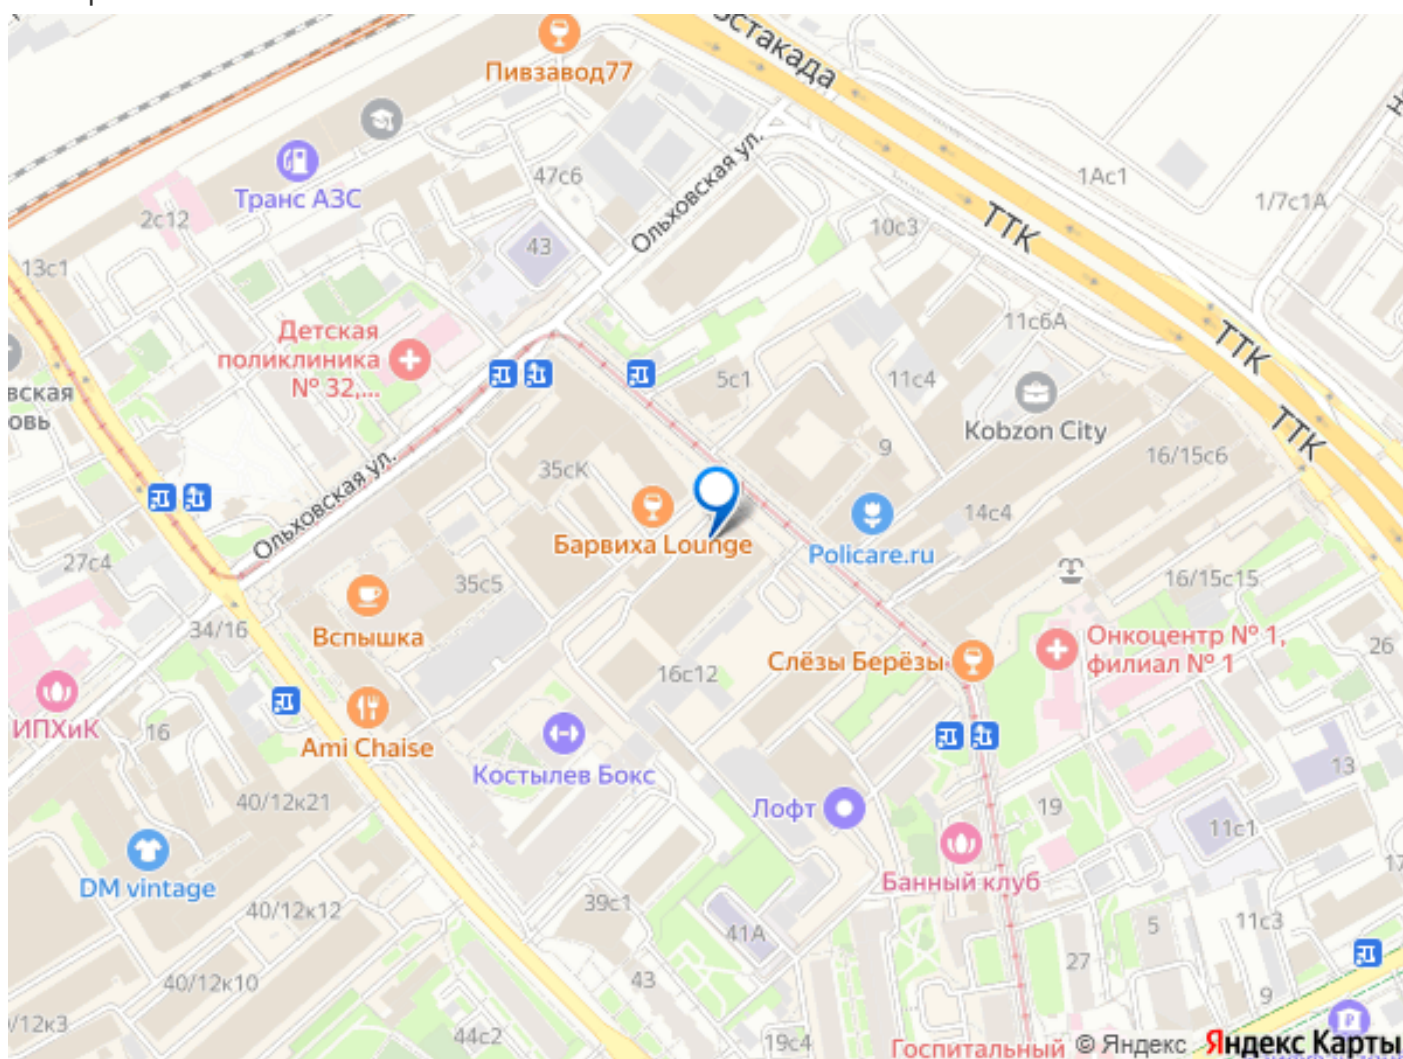 Эстакада
Пивзавод77
Транс АЗС
47с6
Ольховская ул.
1Ас1
1/7с1А
2с12
43
10с3
ТТК
13с1
Детская
поликлиника
№ 32,...
11с6А
ТТК
5с1
11с4
вская
овь
Kobzon City
ТТК
9
16/15с6
35сК
Ольховская ул.
Барвиха Lounge
14с4
Policare.ru
27с4
35с5
16/15с15
Вспышка
34/16
Слёзы Берёзы
Онкоцентр № 1,
филиал № 1
26
16с12
ИПХиК
16
Ami Chaise
Костылев Бокс
13
40/12к21
Лофт
19
11с1
DM vintage
Банный клуб
17
40/12к12
39с1
41А
5
11с3
27
40/12к10
43
9
/12к3
44с2
19с4
Госпитальный
© Яндекс
Яндекс Карты